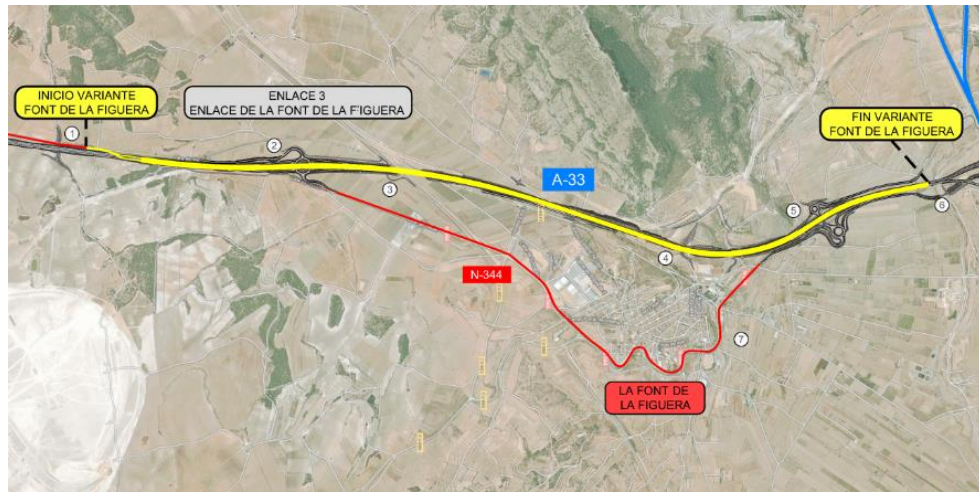 INICIO VARIANTE
FONT DE LA FIGUERA
ENLACE 3
ENLACE DE LA FONT DE LA FIGUERA
FIN VARIANTE
FONT DE LA FIGUERA
1
2
3
A-33
4
5
6
N-344
7
LA FONT DE
LA FIGUERA